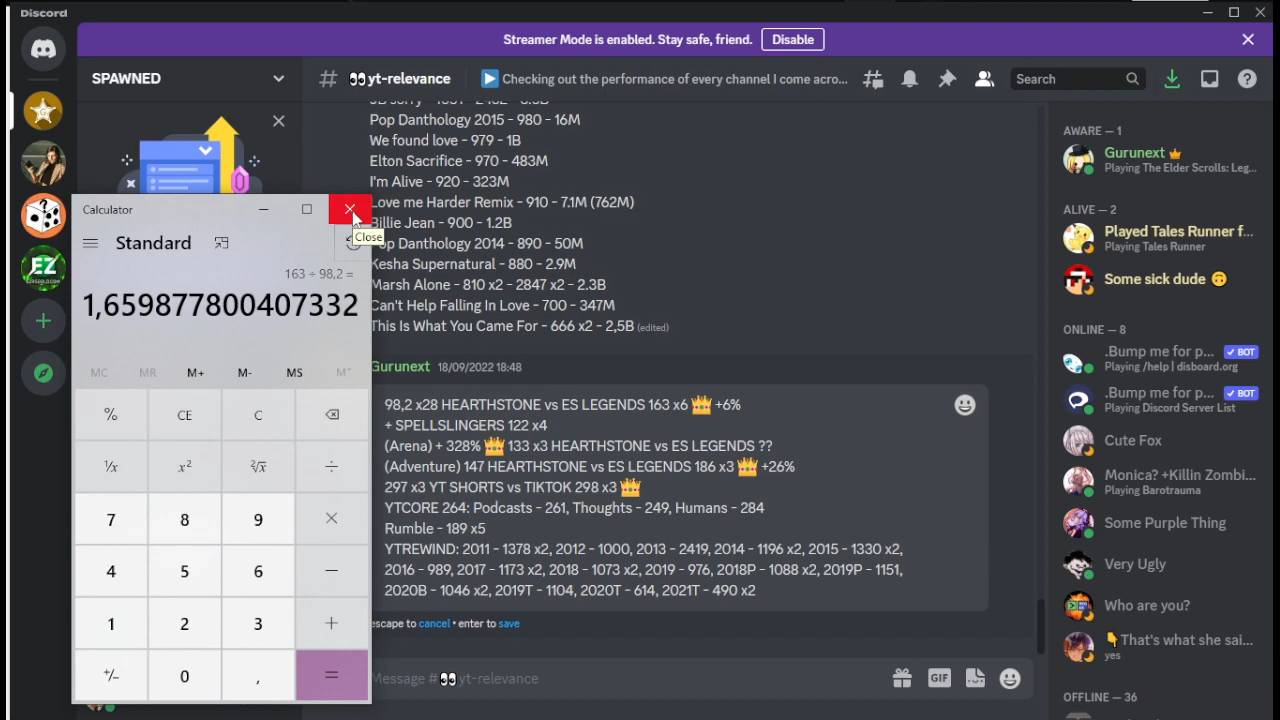 Discord
Streamer Mode is enabled. Stay safe, friend.
Disable
SPAWNED
# 👀yt-relevance
▶️ Checking out the performance of every channel I come acro...
Search
Pop Danthology 2015 - 980 - 16M
We found love - 979 - 1B
Elton Sacrifice - 970 - 483M
I'm Alive - 920 - 323M
Love me Harder Remix - 910 - 7.1M (762M)
Billie Jean - 900 - 1.2B
Pop Danthology 2014 - 890 - 50M
Kesha Supernatural - 880 - 2.9M
Marsh Alone - 810 x2 - 2847 x2 - 2.3B
Can't Help Falling In Love - 700 - 347M
This Is What You Came For - 666 x2 - 2,5B (edited)
Gurunext 18/09/2022 18:48
98,2 x28 HEARTHSTONE vs ES LEGENDS 163 x6 👑 +6%
+ SPELLSLINGERS 122 x4
(Arena) + 328% 👑 133 x3 HEARTHSTONE vs ES LEGENDS ??
(Adventure) 147 HEARTHSTONE vs ES LEGENDS 186 x3 👑 +26%
297 x3 YT SHORTS vs TIKTOK 298 x3 👑
YTCORE 264: Podcasts - 261, Thoughts - 249, Humans - 284
Rumble - 189 x5
YTREWIND: 2011 - 1378 x2, 2012 - 1000, 2013 - 2419, 2014 - 1196 x2, 2015 - 1330 x2,
2016 - 989, 2017 - 1173 x2, 2018 - 1073 x2, 2019 - 976, 2018P - 1088 x2, 2019P - 1151,
2020B - 1046 x2, 2019T - 1104, 2020T - 614, 2021T - 490 x2
escape to cancel • enter to save
Message #👀yt-relevance
GIF
Calculator
Close
Standard
163 ÷ 98,2 =
1,659877800407332
MC MR M+ M- MS M˅
% CE C ⌫
¹/x x² ²√x ÷
7 8 9 ×
4 5 6 −
1 2 3 +
+/- 0 , =
EZ
AWARE — 1
Gurunext
Playing The Elder Scrolls: Leg...
ALIVE — 2
Played Tales Runner f...
Playing Tales Runner
Some sick dude 🙃
ONLINE — 8
.Bump me for p... ✓ BOT
Playing /help | disboard.org
.Bump me for p... ✓ BOT
Playing Discord Server List
Cute Fox
Monica? +Killin Zombi...
Playing Barotrauma
Some Purple Thing
Very Ugly
Who are you?
👇That's what she sai...
yes
OFFLINE — 36